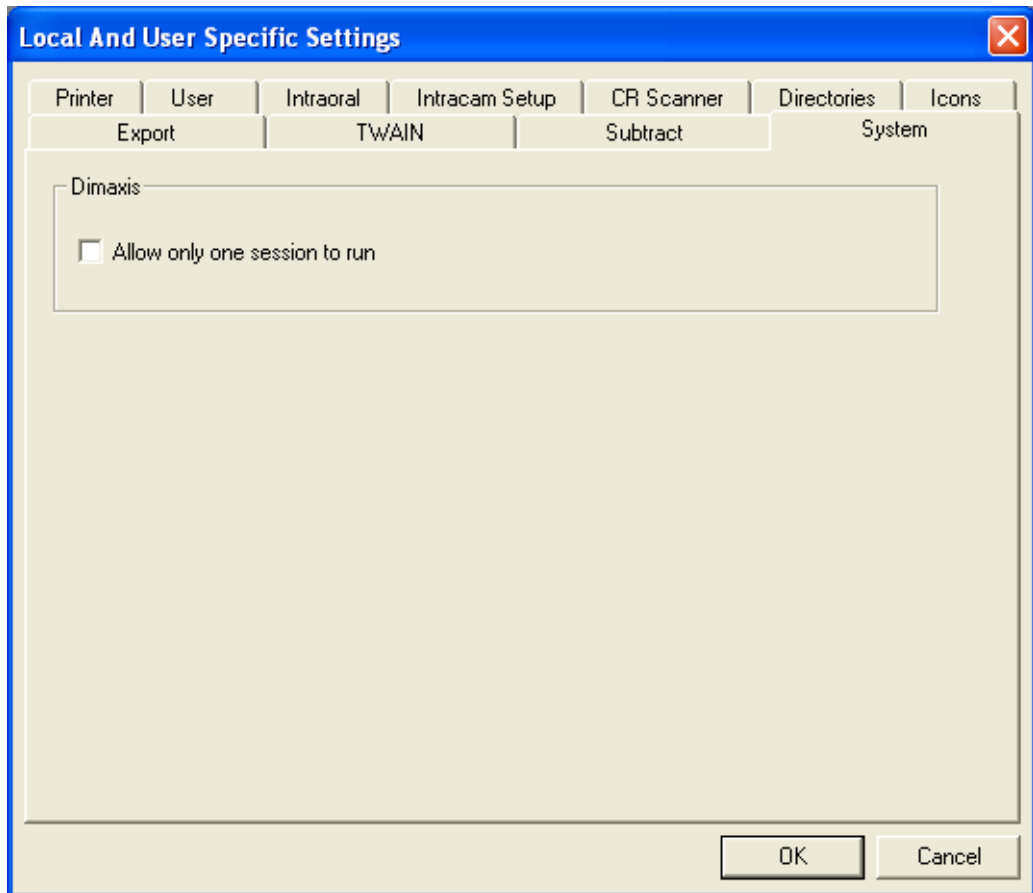 Local And User Specific Settings
Printer User Intraoral Intracam Setup CR Scanner Directories Icons
Export TWAIN Subtract System
Dimaxis
Allow only one session to run
OK Cancel